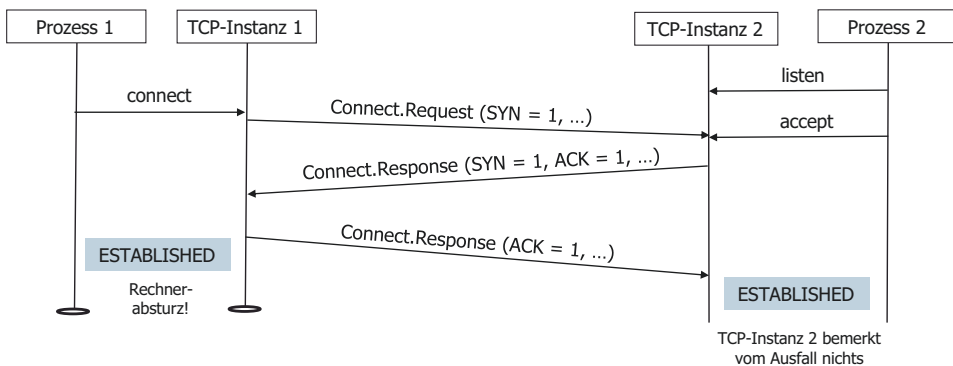 Prozess 1
TCP-Instanz 1
TCP-Instanz 2
Prozess 2
listen
connect
Connect.Request (SYN = 1, ...)
accept
Connect.Response (SYN = 1, ACK = 1, ...)
Connect.Response (ACK = 1, ...)
ESTABLISHED
Rechner-
absturz!
ESTABLISHED
TCP-Instanz 2 bemerkt
vom Ausfall nichts